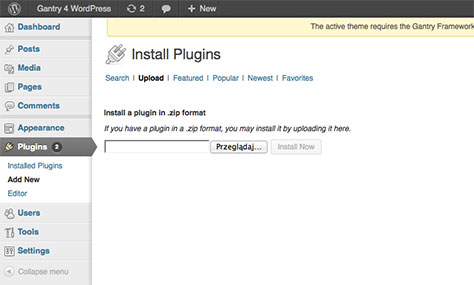 Gantry 4 WordPress 2 + New
Dashboard
Posts
Media
Pages
Comments
Appearance
Plugins 2
Installed Plugins
Add New
Editor
Users
Tools
Settings
Collapse menu
The active theme requires the Gantry Framework
Install Plugins
Search | Upload | Featured | Popular | Newest | Favorites
Install a plugin in .zip format
If you have a plugin in a .zip format, you may install it by uploading it here.
Przeglądaj... Install Now